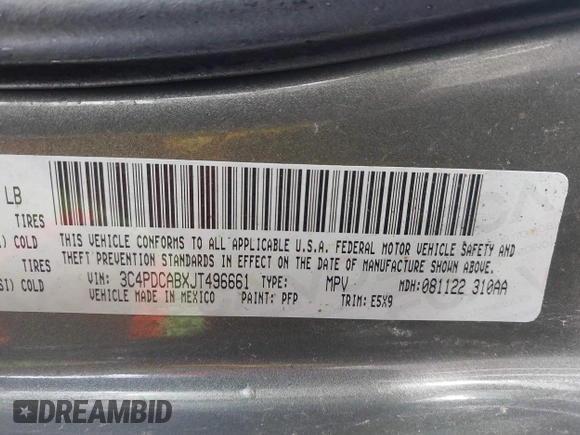 LB
TIRES
COLD
THIS VEHICLE CONFORMS TO ALL APPLICABLE U.S.A. FEDERAL MOTOR VEHICLE SAFETY AND
TIRES
THEFT PREVENTION STANDARDS IN EFFECT ON THE DATE OF MANUFACTURE SHOWN ABOVE.
SI) COLD
VIN: 3C4PDCABXJT496661 TYPE: MPV MDH: 081122 310AA
VEHICLE MADE IN MEXICO PAINT: PFP TRIM: E5X9
DREAMBID